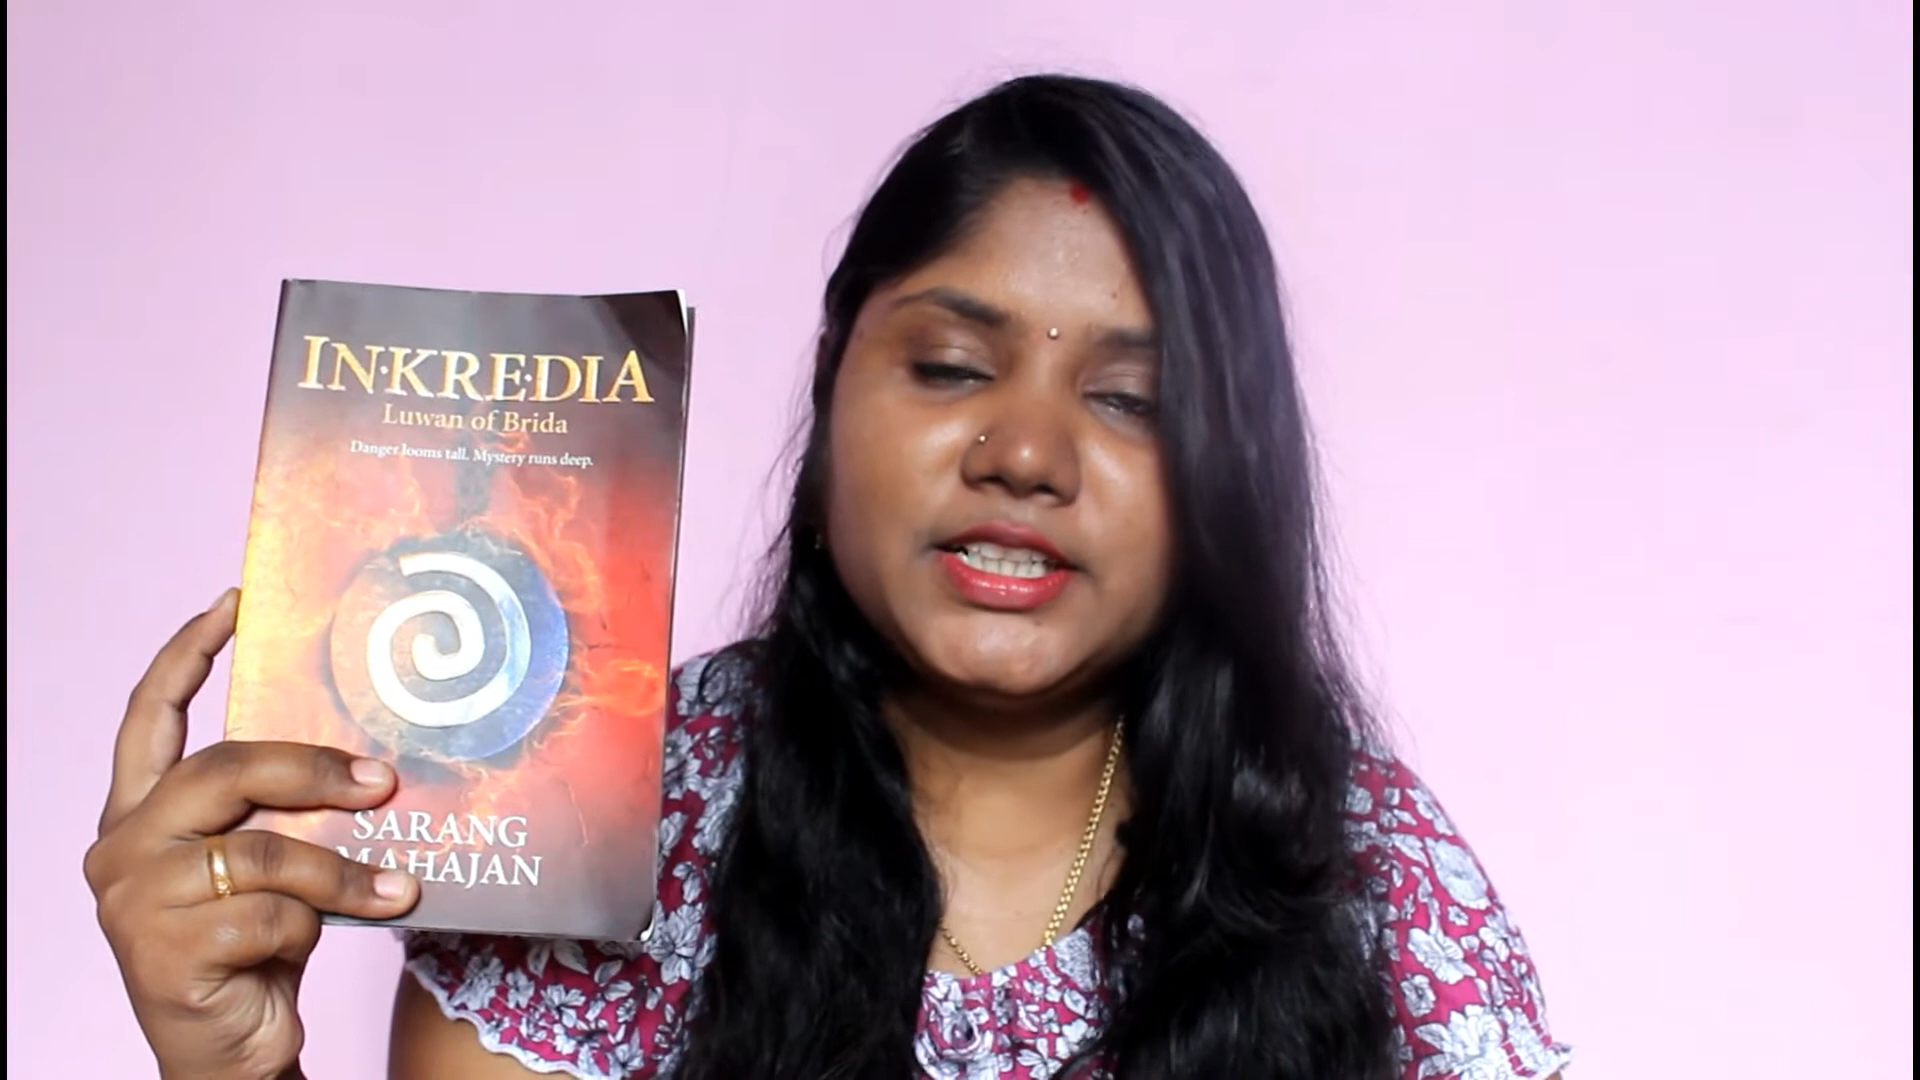 IN·KRE·DIA
Luwan of Brida
Danger looms tall. Mystery runs deep.
SARANG
MAHAJAN